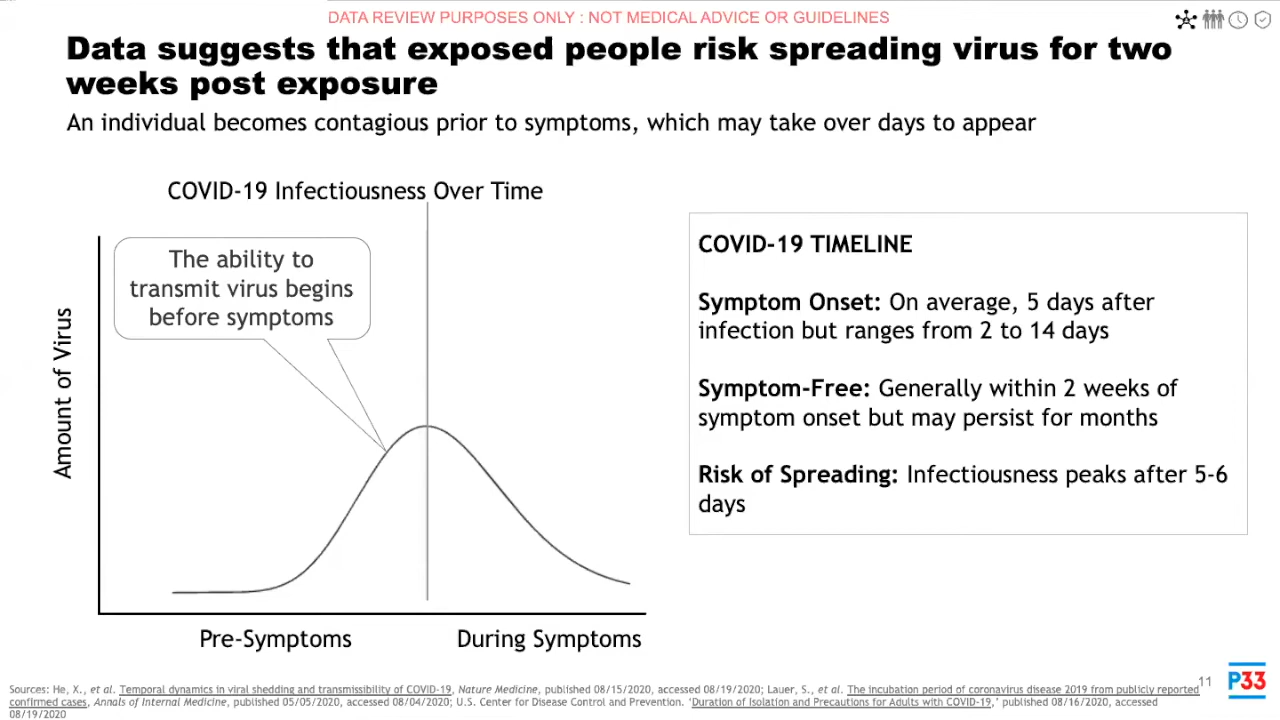 DATA REVIEW PURPOSES ONLY : NOT MEDICAL ADVICE OR GUIDELINES
Data suggests that exposed people risk spreading virus for two
weeks post exposure
An individual becomes contagious prior to symptoms, which may take over days to appear
COVID-19 Infectiousness Over Time
The ability to
transmit virus begins
before symptoms
Amount of Virus
Pre-Symptoms
During Symptoms
COVID-19 TIMELINE
Symptom Onset: On average, 5 days after
infection but ranges from 2 to 14 days
Symptom-Free: Generally within 2 weeks of
symptom onset but may persist for months
Risk of Spreading: Infectiousness peaks after 5-6
days
Sources: He, X., et al. Temporal dynamics in viral shedding and transmissibility of COVID-19, Nature Medicine, published 08/15/2020, accessed 08/19/2020; Lauer, S., et al. The incubation period of coronavirus disease 2019 from publicly reported
confirmed cases, Annals of Internal Medicine, published 05/05/2020, accessed 08/04/2020; U.S. Center for Disease Control and Prevention. 'Duration of Isolation and Precautions for Adults with COVID-19,' published 08/16/2020, accessed
08/19/2020
11
P33